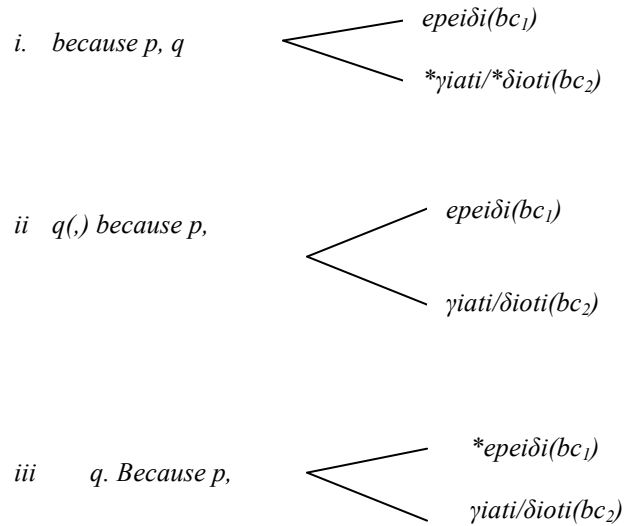 epeiδi(bc₁)
i. because p, q
*γiati/*δioti(bc₂)
epeiδi(bc₁)
ii q(,) because p,
γiati/δioti(bc₂)
*epeiδi(bc₁)
iii q. Because p,
γiati/δioti(bc₂)